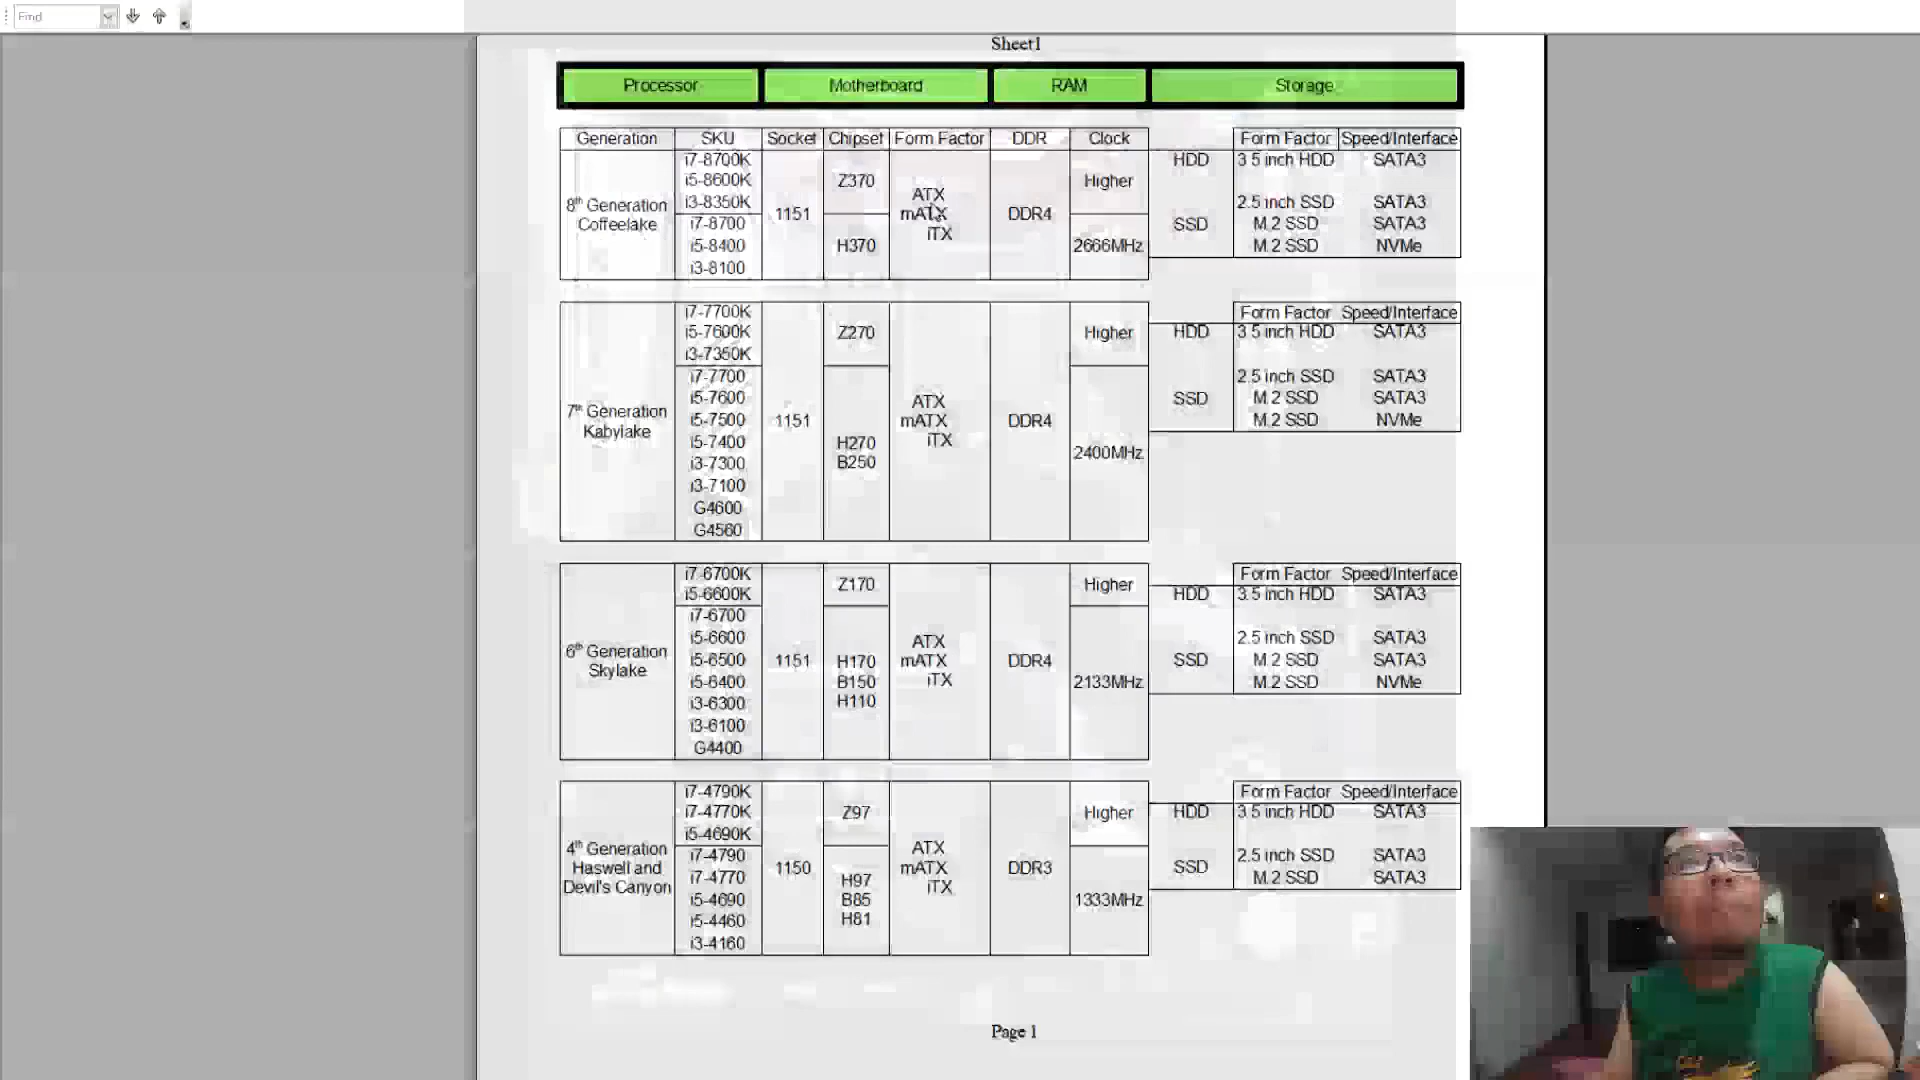 Find
Sheet1
Processor Motherboard RAM Storage
Generation SKU Socket Chipset Form Factor DDR Clock Form Factor Speed/Interface
8th Generation Coffeelake
i7-8700K
i5-8600K
i3-8350K
i7-8700
i5-8400
i3-8100
1151
Z370
H370
ATX
mATX
iTX
DDR4
Higher
2666MHz
HDD 3.5 inch HDD SATA3
SSD
2.5 inch SSD SATA3
M.2 SSD SATA3
M.2 SSD NVMe
7th Generation Kabylake
i7-7700K
i5-7600K
i3-7350K
i7-7700
i5-7600
i5-7500
i5-7400
i3-7300
i3-7100
G4600
G4560
1151
Z270
H270
B250
ATX
mATX
iTX
DDR4
Higher
2400MHz
Form Factor Speed/Interface
HDD 3.5 inch HDD SATA3
SSD
2.5 inch SSD SATA3
M.2 SSD SATA3
M.2 SSD NVMe
6th Generation Skylake
i7-6700K
i5-6600K
i7-6700
i5-6600
i5-6500
i5-6400
i3-6300
i3-6100
G4400
1151
Z170
H170
B150
H110
ATX
mATX
iTX
DDR4
Higher
2133MHz
Form Factor Speed/Interface
HDD 3.5 inch HDD SATA3
SSD
2.5 inch SSD SATA3
M.2 SSD SATA3
M.2 SSD NVMe
4th Generation
Haswell and
Devil's Canyon
i7-4790K
i7-4770K
i5-4690K
i7-4790
i7-4770
i5-4690
i5-4460
i3-4160
1150
Z97
H97
B85
H81
ATX
mATX
iTX
DDR3
Higher
1333MHz
Form Factor Speed/Interface
HDD 3.5 inch HDD SATA3
SSD
2.5 inch SSD SATA3
M.2 SSD SATA3
Page 1